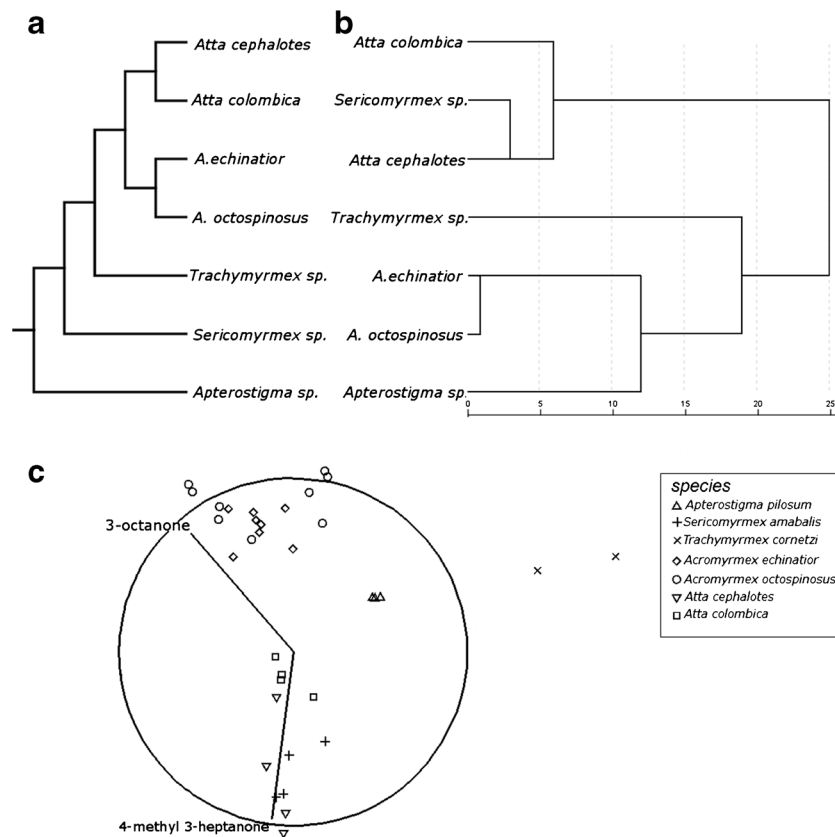 a
Atta cephalotes
Atta colombica
A.echinatior
A. octospinosus
Trachymyrmex sp.
Sericomyrmex sp.
Apterostigma sp.
b
Atta colombica
Sericomyrmex sp.
Atta cephalotes
Trachymyrmex sp.
A.echinatior
A. octospinosus
Apterostigma sp.
0 5 10 15 20 25
c
3-octanone
4-methyl 3-heptanone
species
Apterostigma pilosum
Sericomyrmex amabalis
Trachymyrmex cornetzi
Acromyrmex echinatior
Acromyrmex octospinosus
Atta cephalotes
Atta colombica